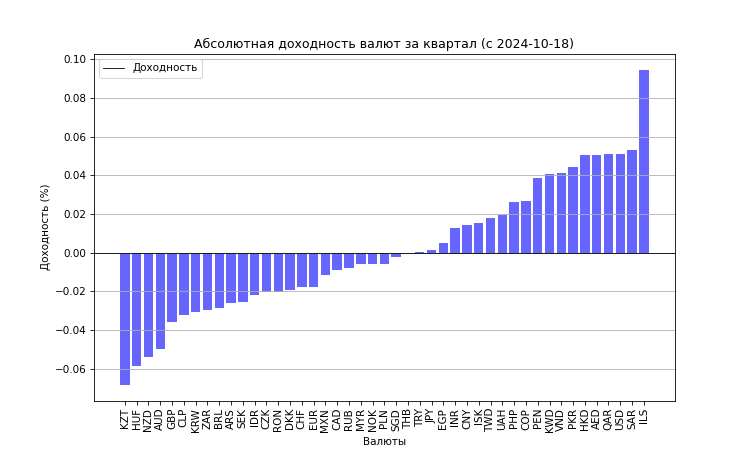 Абсолютная доходность валют за квартал (с 2024-10-18)
Доходность
0.10
0.08
0.06
0.04
0.02
0.00
−0.02
−0.04
−0.06
Доходность (%)
KZT HUF NZD AUD GBP CLP KRW ZAR BRL ARS SEK IDR CZK RON DKK CHF EUR MXN CAD RUB MYR NOK PLN SGD THB TRY JPY EGP INR CNY ISK TWD UAH PHP COP PEN KWD VND PKR HKD AED QAR USD SAR ILS
Валюты